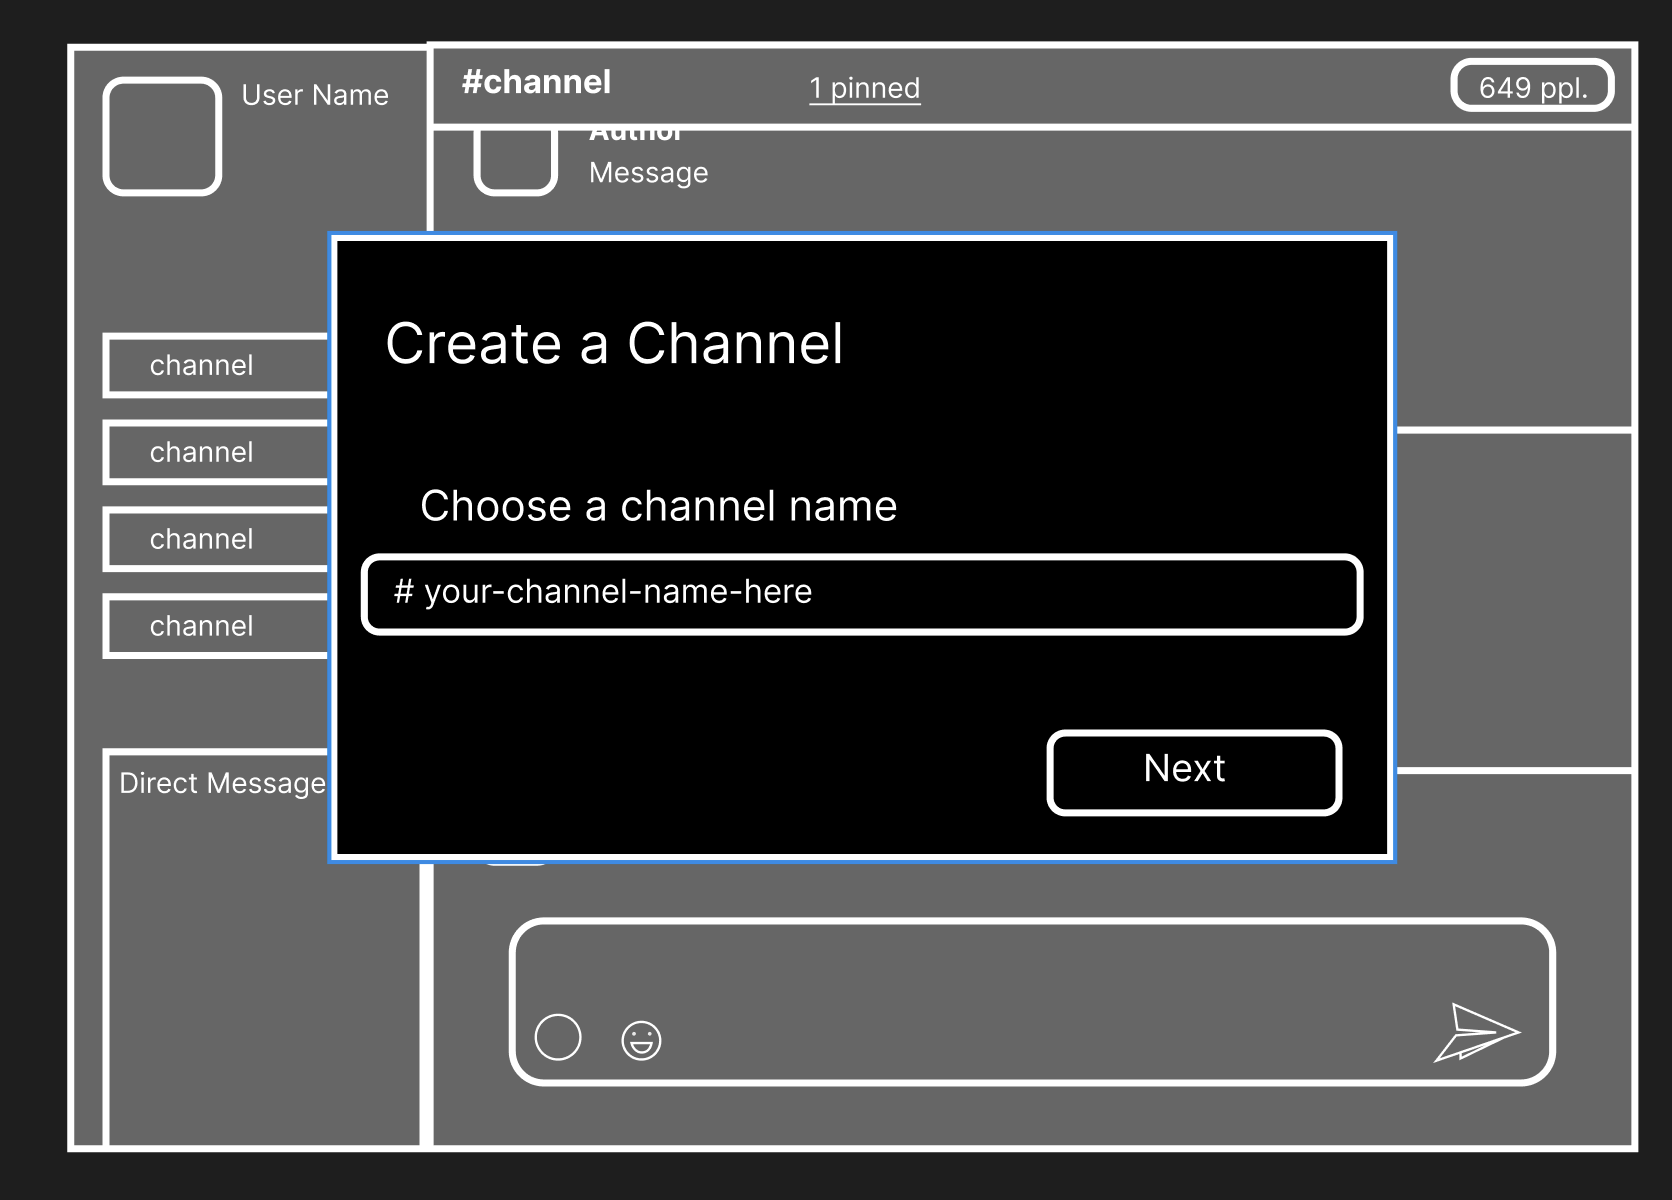 User Name
#channel
1 pinned
649 ppl.
Author
Message
channel
channel
channel
channel
Direct Message
Create a Channel
Choose a channel name
# your-channel-name-here
Next